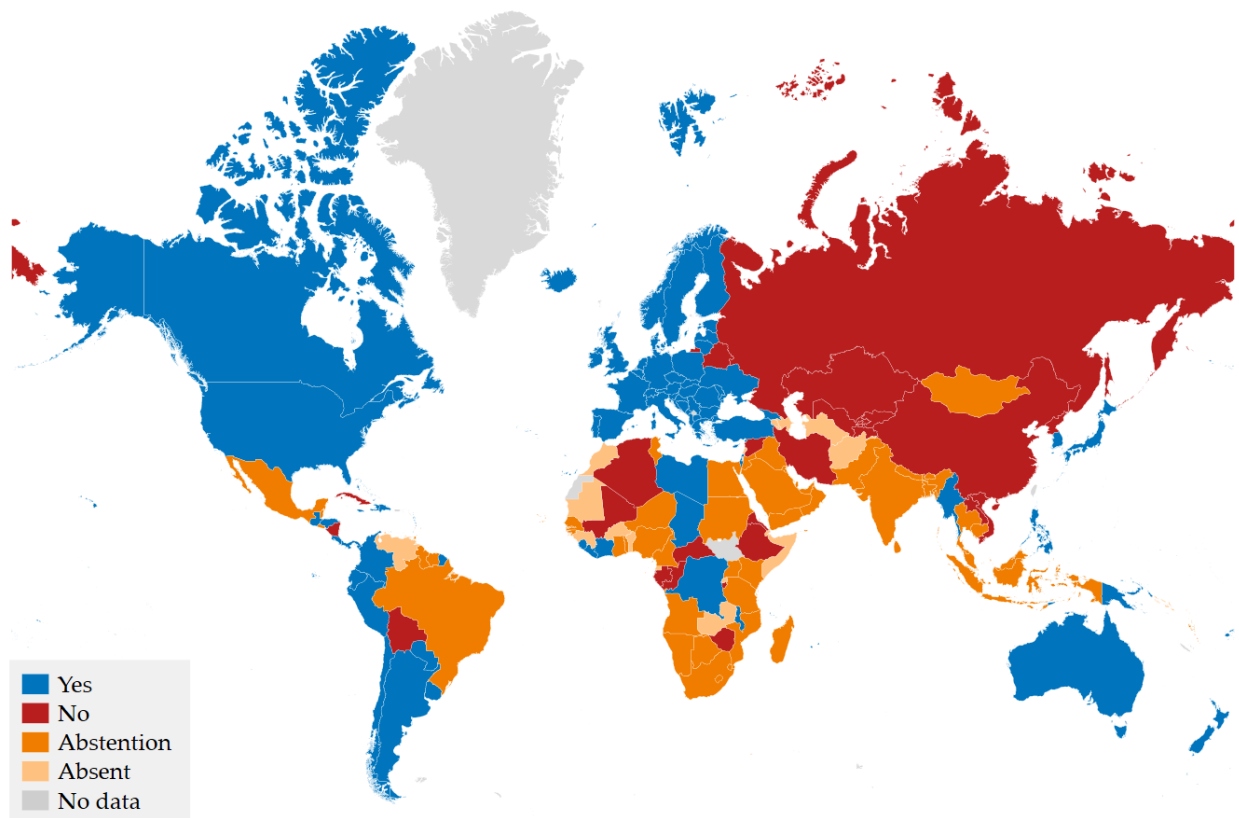 Yes
No
Abstention
Absent
No data